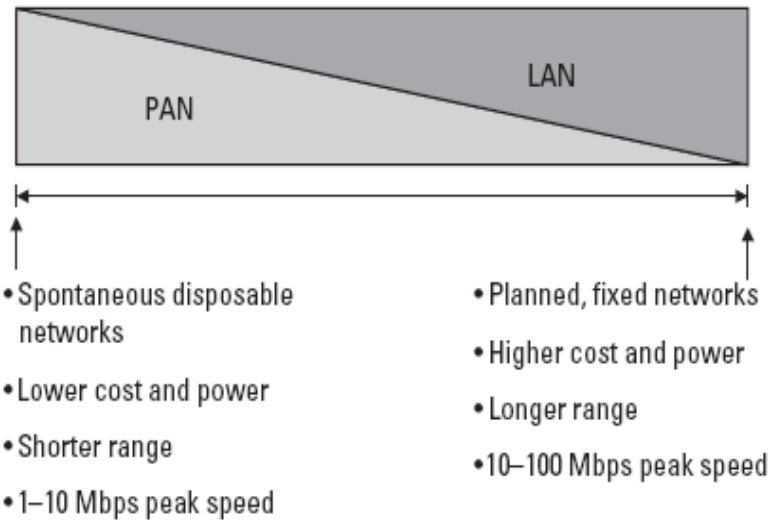 LAN
PAN
•Spontaneous disposable
networks
•Lower cost and power
•Shorter range
•1–10 Mbps peak speed
•Planned, fixed networks
•Higher cost and power
•Longer range
•10–100 Mbps peak speed